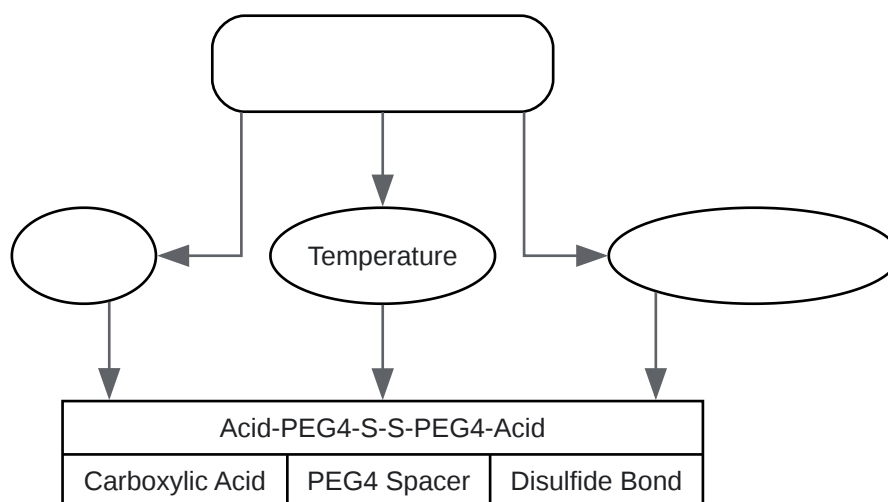 Temperature
Acid-PEG4-S-S-PEG4-Acid
Carboxylic Acid
PEG4 Spacer
Disulfide Bond